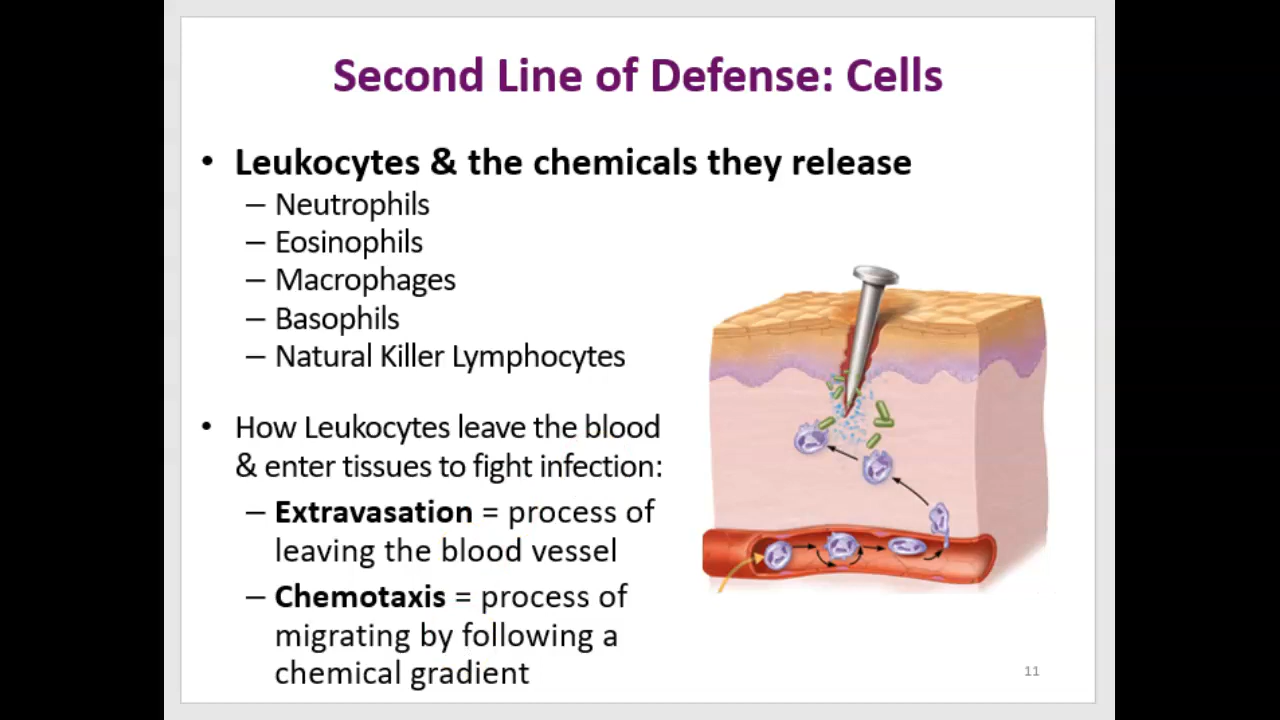 Second Line of Defense: Cells
• Leukocytes & the chemicals they release
– Neutrophils
– Eosinophils
– Macrophages
– Basophils
– Natural Killer Lymphocytes
• How Leukocytes leave the blood
& enter tissues to fight infection:
– Extravasation = process of
leaving the blood vessel
– Chemotaxis = process of
migrating by following a
chemical gradient
11